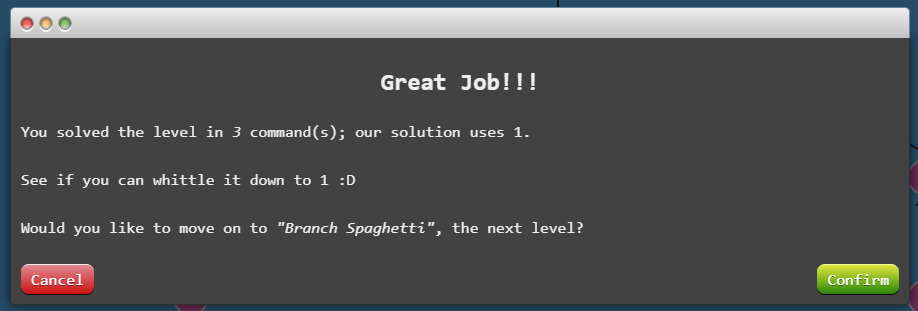 Great Job!!!
You solved the level in 3 command(s); our solution uses 1.
See if you can whittle it down to 1 :D
Would you like to move on to "Branch Spaghetti", the next level?
Cancel
Confirm